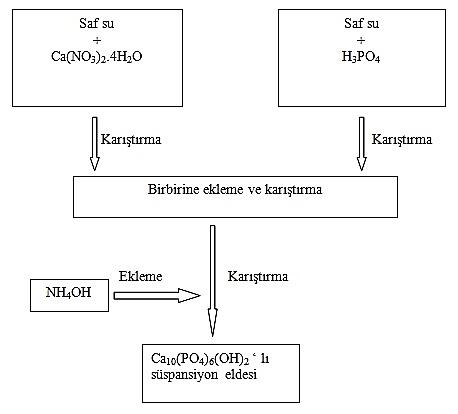 Saf su
+
Ca(NO₃)₂.4H₂O
Saf su
+
H₃PO₄
Karıştırma
Karıştırma
Birbirine ekleme ve karıştırma
Ekleme
Karıştırma
NH₄OH
Ca₁₀(PO₄)₆(OH)₂ ‘ lı
süspansiyon eldesi